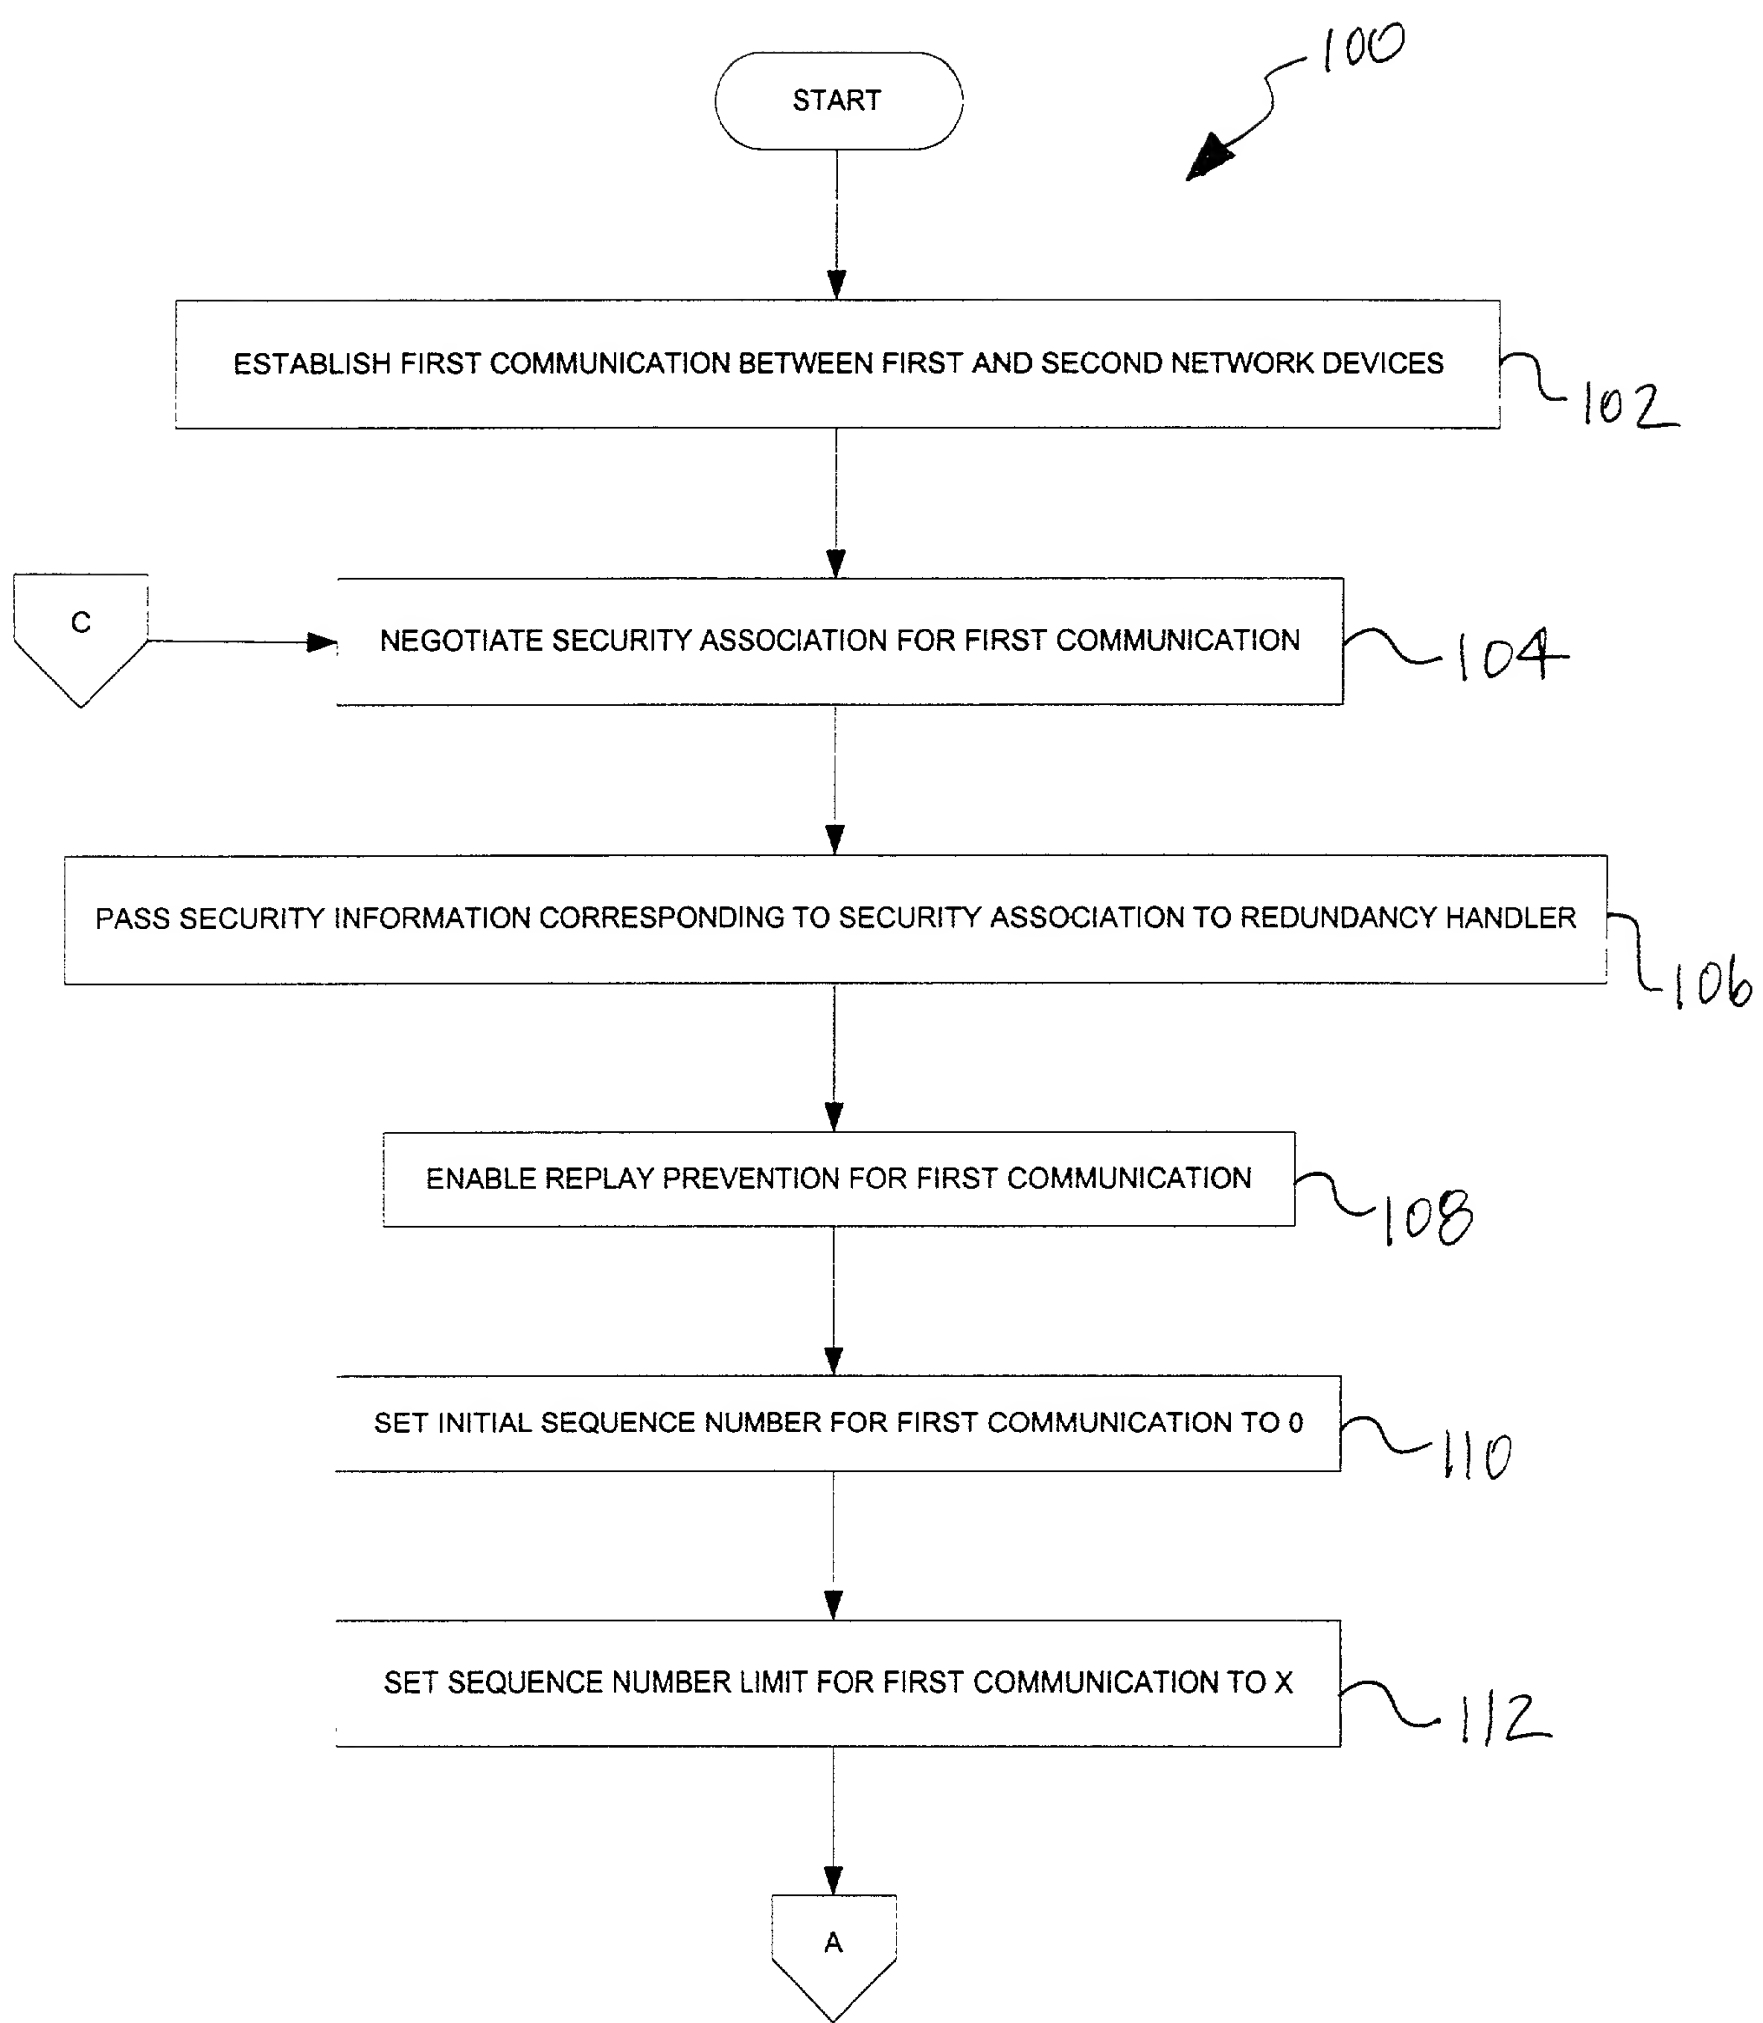 100
START
ESTABLISH FIRST COMMUNICATION BETWEEN FIRST AND SECOND NETWORK DEVICES
102
C
NEGOTIATE SECURITY ASSOCIATION FOR FIRST COMMUNICATION
104
PASS SECURITY INFORMATION CORRESPONDING TO SECURITY ASSOCIATION TO REDUNDANCY HANDLER
106
ENABLE REPLAY PREVENTION FOR FIRST COMMUNICATION
108
SET INITIAL SEQUENCE NUMBER FOR FIRST COMMUNICATION TO 0
110
SET SEQUENCE NUMBER LIMIT FOR FIRST COMMUNICATION TO X
112
A